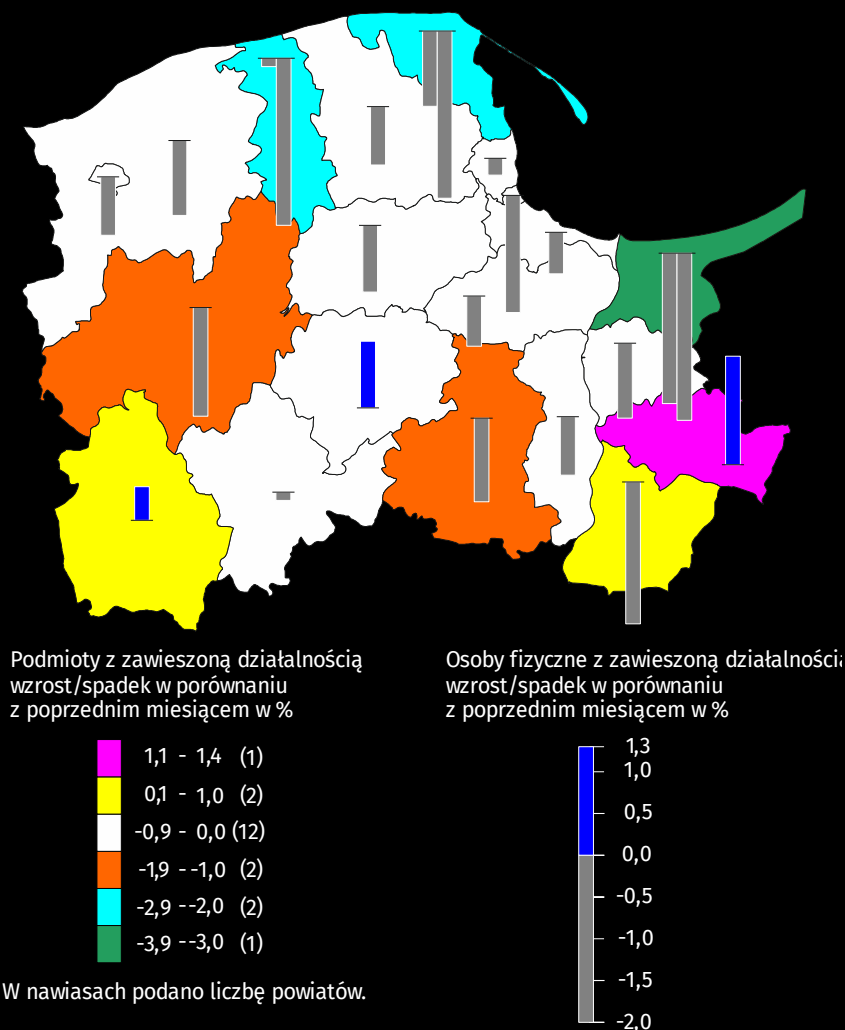 Podmioty z zawieszoną działalnością
wzrost/spadek w porównaniu
z poprzednim miesiącem w %
1,1 - 1,4 (1)
0,1 - 1,0 (2)
-0,9 - 0,0 (12)
-1,9 --1,0 (2)
-2,9 --2,0 (2)
-3,9 --3,0 (1)
W nawiasach podano liczbę powiatów.
Osoby fizyczne z zawieszoną działalnością
wzrost/spadek w porównaniu
z poprzednim miesiącem w %
1,3
1,0
0,5
0,0
-0,5
-1,0
-1,5
-2,0